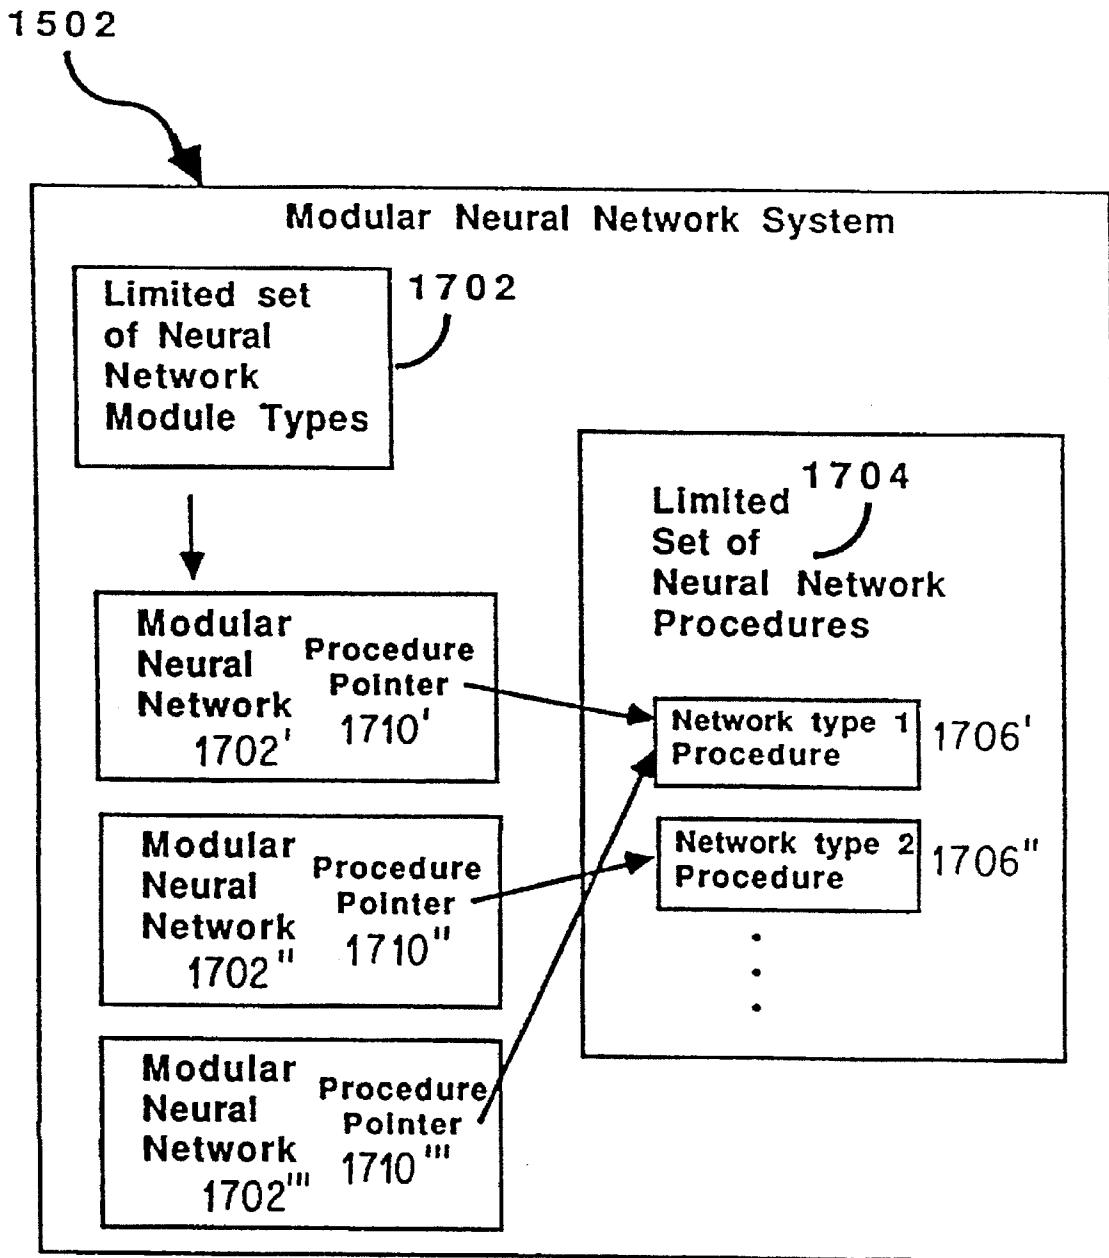 1502
Modular Neural Network System
Limited set
of Neural
Network
Module Types
1702
1704
Limited
Set of
Neural Network
Procedures
Modular
Neural
Network
1702'
Procedure
Pointer
1710'
Network type 1
Procedure
1706'
Modular
Neural
Network
1702"
Procedure
Pointer
1710"
Network type 2
Procedure
1706"
Modular
Neural
Network
1702'''
Procedure
Pointer
1710'''